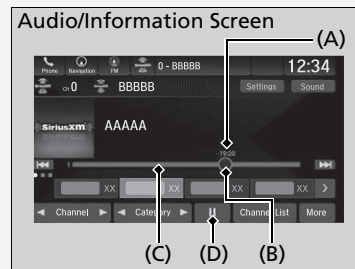 Audio/Information Screen
(A)
Phone Navigation FM 0 - BBBBB 12:34
CH 0 BBBBB Settings Sound
((SiriusXM)) AAAAA
-19:20
XX XX XX XX
Channel Category Channel List More
(C) (D) (B)